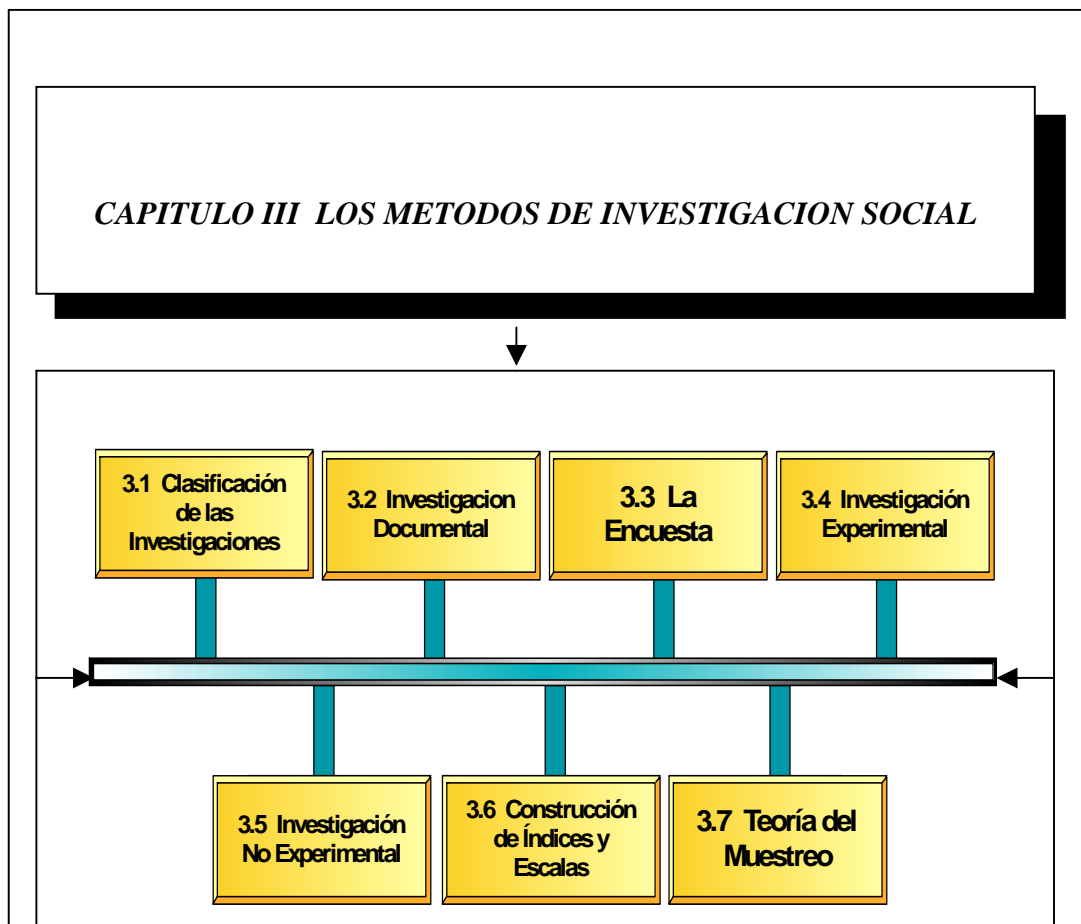 CAPITULO III LOS METODOS DE INVESTIGACION SOCIAL
3.1 Clasificación
de las
Investigaciones
3.2 Investigacion
Documental
3.3 La
Encuesta
3.4 Investigación
Experimental
3.5 Investigación
No Experimental
3.6 Construcción
de Índices y
Escalas
3.7 Teoría del
Muestreo